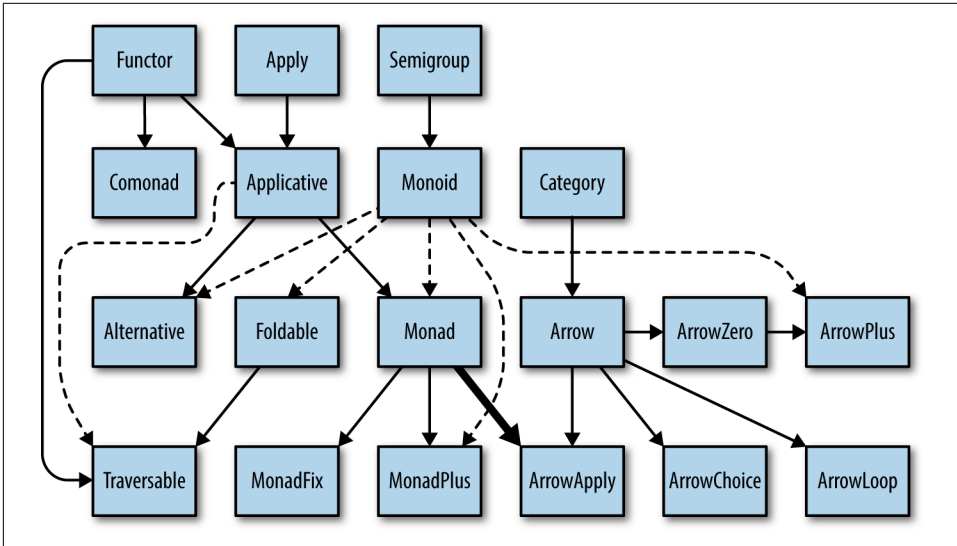 Functor
Apply
Semigroup
Comonad
Applicative
Monoid
Category
Alternative
Foldable
Monad
Arrow
ArrowZero
ArrowPlus
Traversable
MonadFix
MonadPlus
ArrowApply
ArrowChoice
ArrowLoop